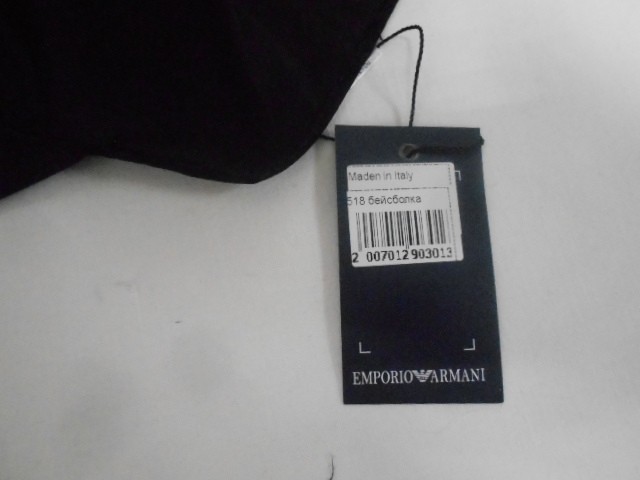 Maden in Italy
518 бейсболка
2 007012 903013
EMPORIO ARMANI